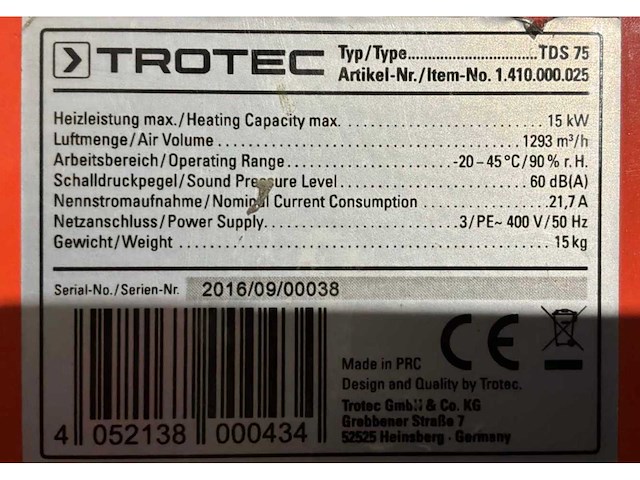 TROTEC
Typ/Type..............................TDS 75
Artikel-Nr./Item-No. 1.410.000.025
Heizleistung max./Heating Capacity max. .......................... 15 kW
Luftmenge/Air Volume .......................................... 1293 m³/h
Arbeitsbereich/Operating Range......................-20–45°C/90% r. H.
Schalldruckpegel/Sound Pressure Level......................... 60 dB(A)
Nennstromaufnahme/Nominal Current Consumption .............. 21,7 A
Netzanschluss/Power Supply......................3/PE~ 400 V/50 Hz
Gewicht/Weight ................................................ 15 kg
Serial-No./Serien-Nr. 2016/09/00038
CE
Made in PRC
Design and Quality by Trotec.
Trotec GmbH & Co. KG
Grebbener Straße 7
52525 Heinsberg · Germany
4 052138 000434